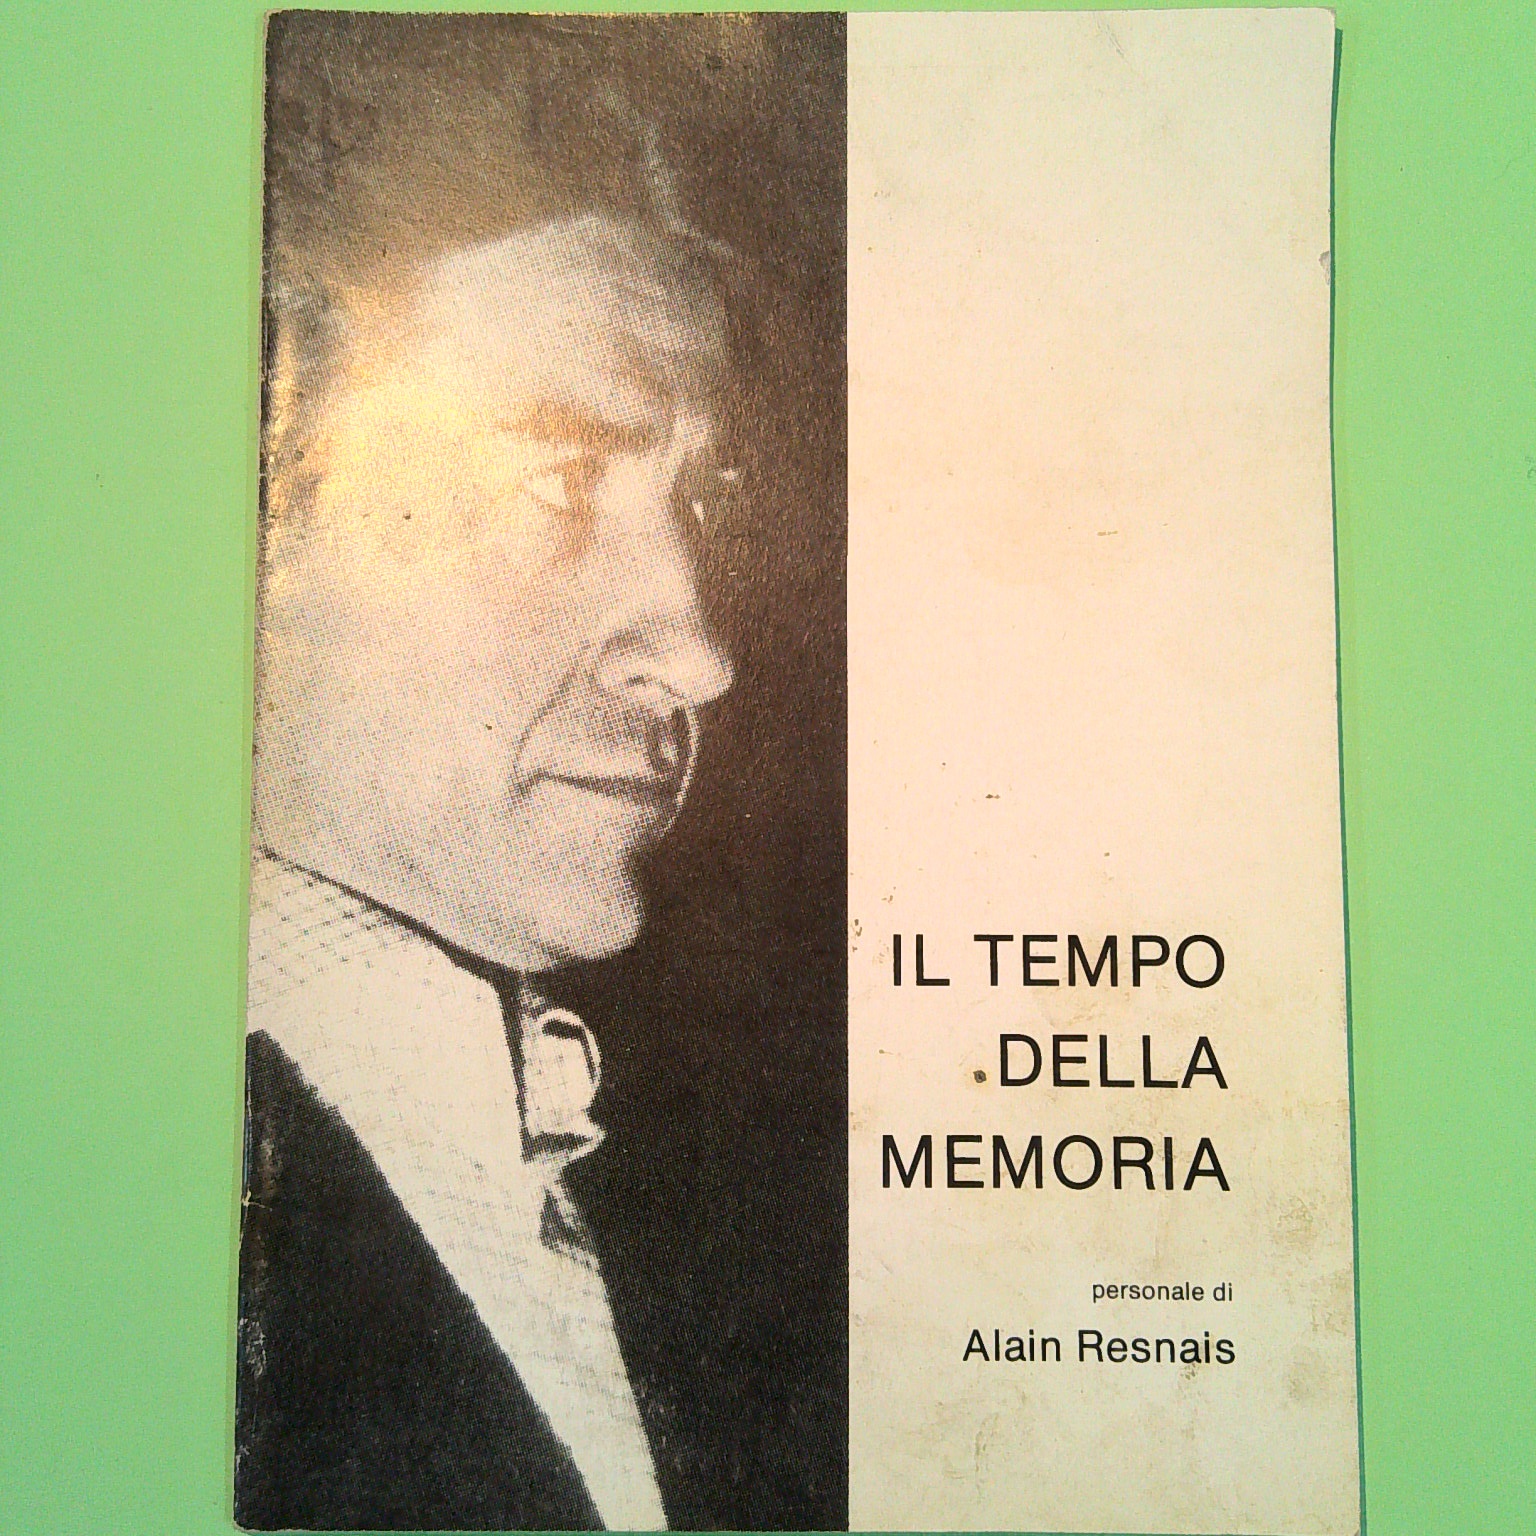 IL TEMPO
DELLA
MEMORIA
personale di
Alain Resnais